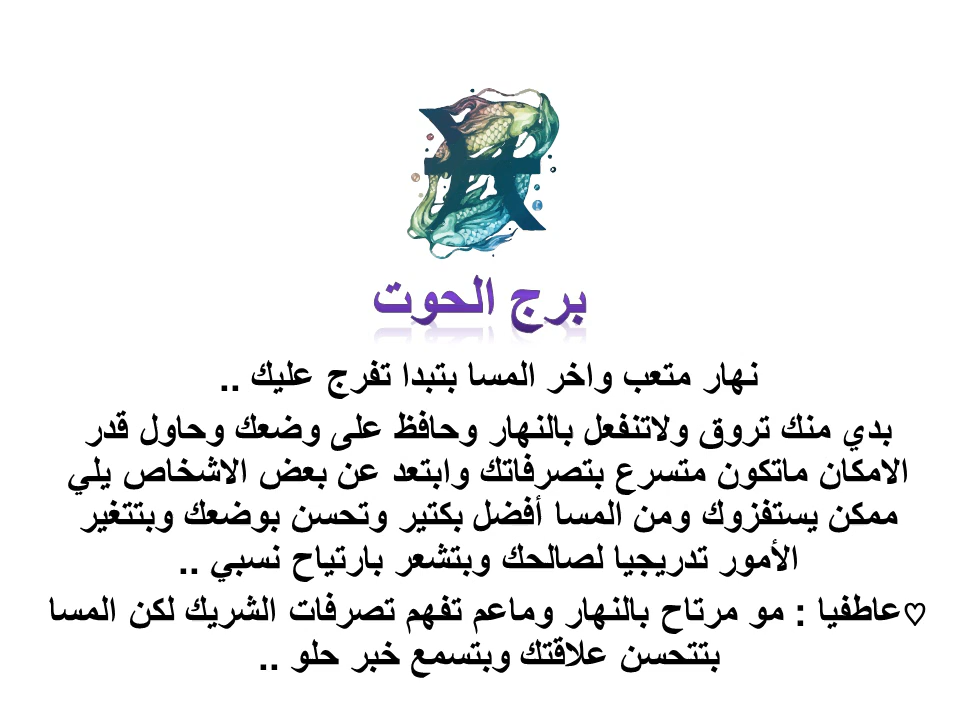 برج الحوت
نهار متعب واخر المسا بتبدا تفرج عليك ..
بدي منك تروق ولاتنفعل بالنهار وحافظ على وضعك وحاول قدر
الامكان ماتكون متسرع بتصرفاتك وابتعد عن بعض الاشخاص يلي
ممكن يستفزوك ومن المسا أفضل بكتير وتحسن بوضعك وبتتغير
الأمور تدريجيا لصالحك وبتشعر بارتياح نسبي ..
♡عاطفيا : مو مرتاح بالنهار وماعم تفهم تصرفات الشريك لكن المسا
بتتحسن علاقتك وبتسمع خبر حلو ..